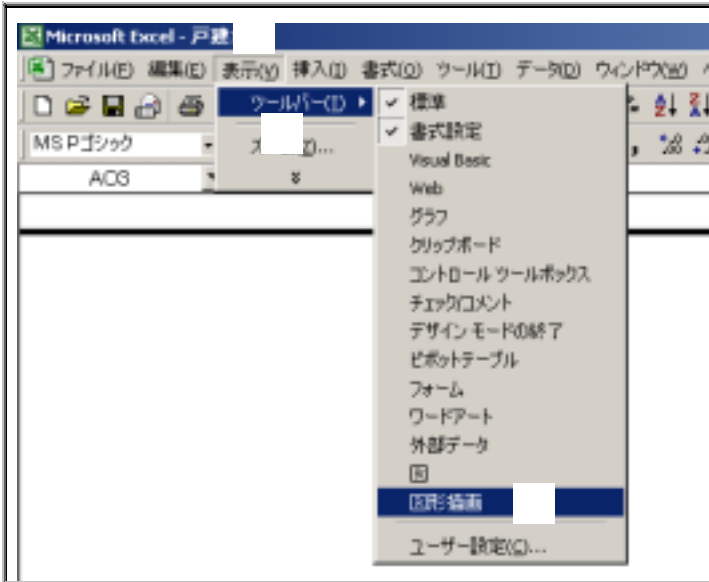 Microsoft Excel - 戸建
ファイル(F) 編集(E) 表示(V) 挿入(I) 書式(O) ツール(T) データ(D) ウィンドウ(W)
ツールバー(T)
MS Pゴシック
AC3
標準
書式設定
Visual Basic
Web
グラフ
クリップボード
コントロール ツールボックス
チェック/コメント
デザイン モードの終了
ピボットテーブル
フォーム
ワードアート
外部データ
図
図形描画
ユーザー設定(C)...